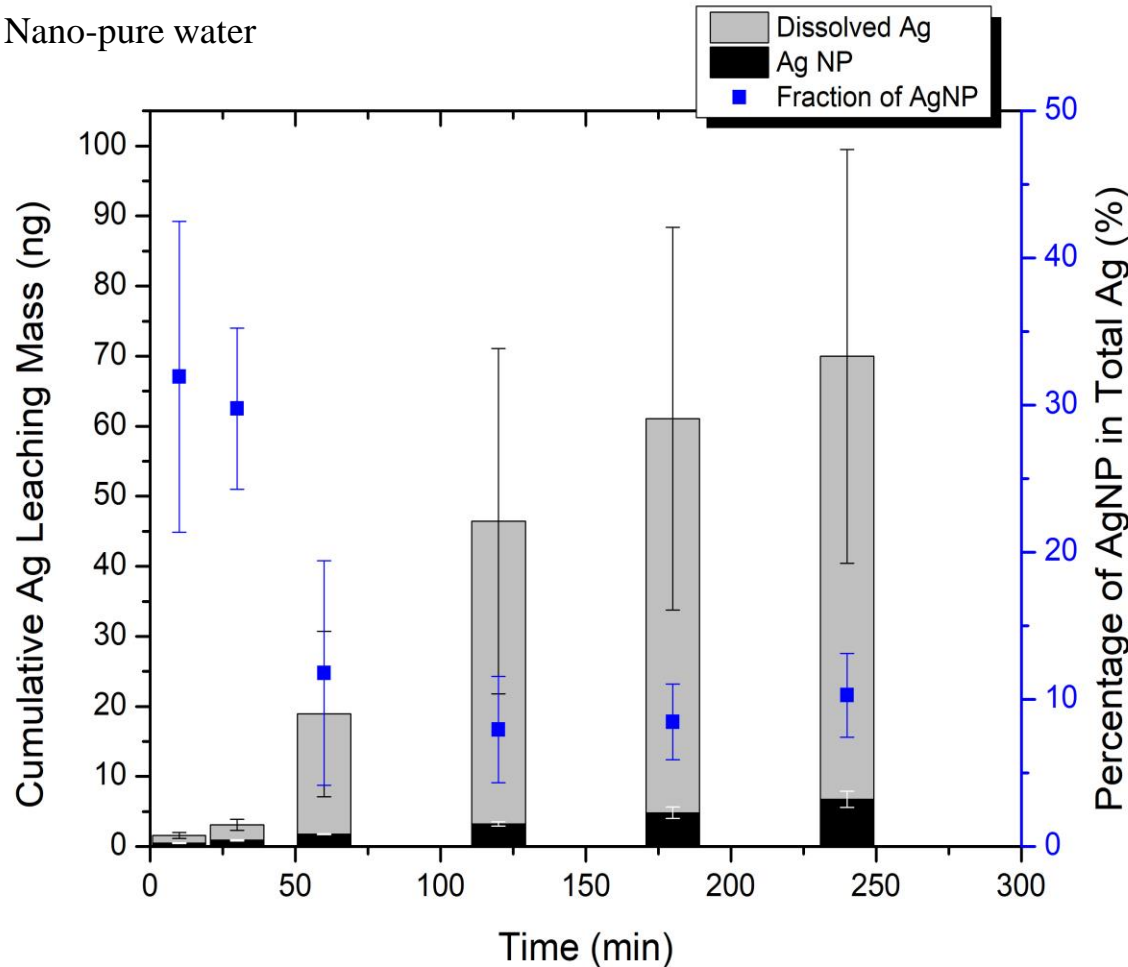 Nano-pure water
Dissolved Ag
Ag NP
Fraction of AgNP
Cumulative Ag Leaching Mass (ng)
100
90
80
70
60
50
40
30
20
10
0
50
40
30
20
10
0
Percentage of AgNP in Total Ag (%)
0 50 100 150 200 250 300
Time (min)